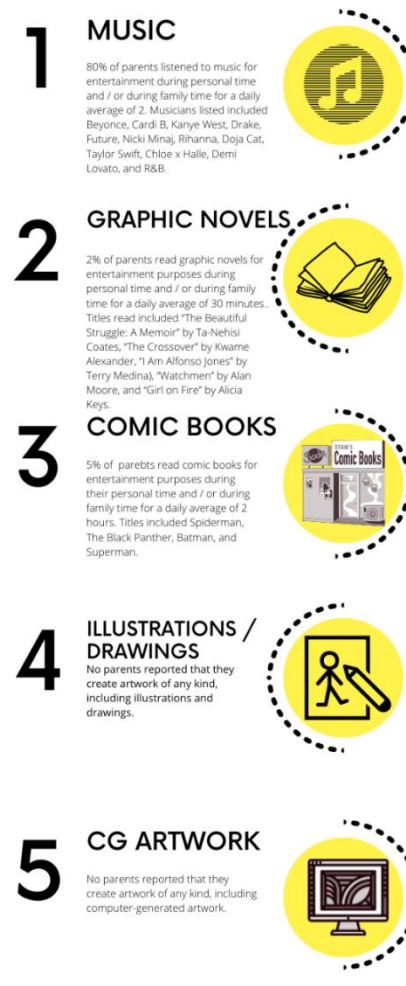 1
MUSIC
80% of parents listened to music for
entertainment during personal time
and / or during family time for a daily
average of 2. Musicians listed included
Beyonce, Cardi B, Kanye West, Drake,
Future, Nicki Minaj, Rihanna, Doja Cat,
Taylor Swift, Chloe x Halle, Demi
Lovato, and R&B.
2
GRAPHIC NOVELS
2% of parents read graphic novels for
entertainment purposes during
personal time and / or during family
time for a daily average of 30 minutes..
Titles read included "The Beautiful
Struggle: A Memoir" by Ta-Nehisi
Coates, "The Crossover" by Kwame
Alexander, "I Am Alfonso Jones" by
Terry Medina), "Watchmen" by Alan
Moore, and "Girl on Fire" by Alicia
Keys.
3
COMIC BOOKS
5% of parebts read comic books for
entertainment purposes during
their personal time and / or during
family time for a daily average of 2
hours. Titles included Spiderman,
The Black Panther, Batman, and
Superman.
STAN'S
Comic Books
4
ILLUSTRATIONS /
DRAWINGS
No parents reported that they
create artwork of any kind,
including illustrations and
drawings.
5
CG ARTWORK
No parents reported that they
create artwork of any kind, including
computer-generated artwork.